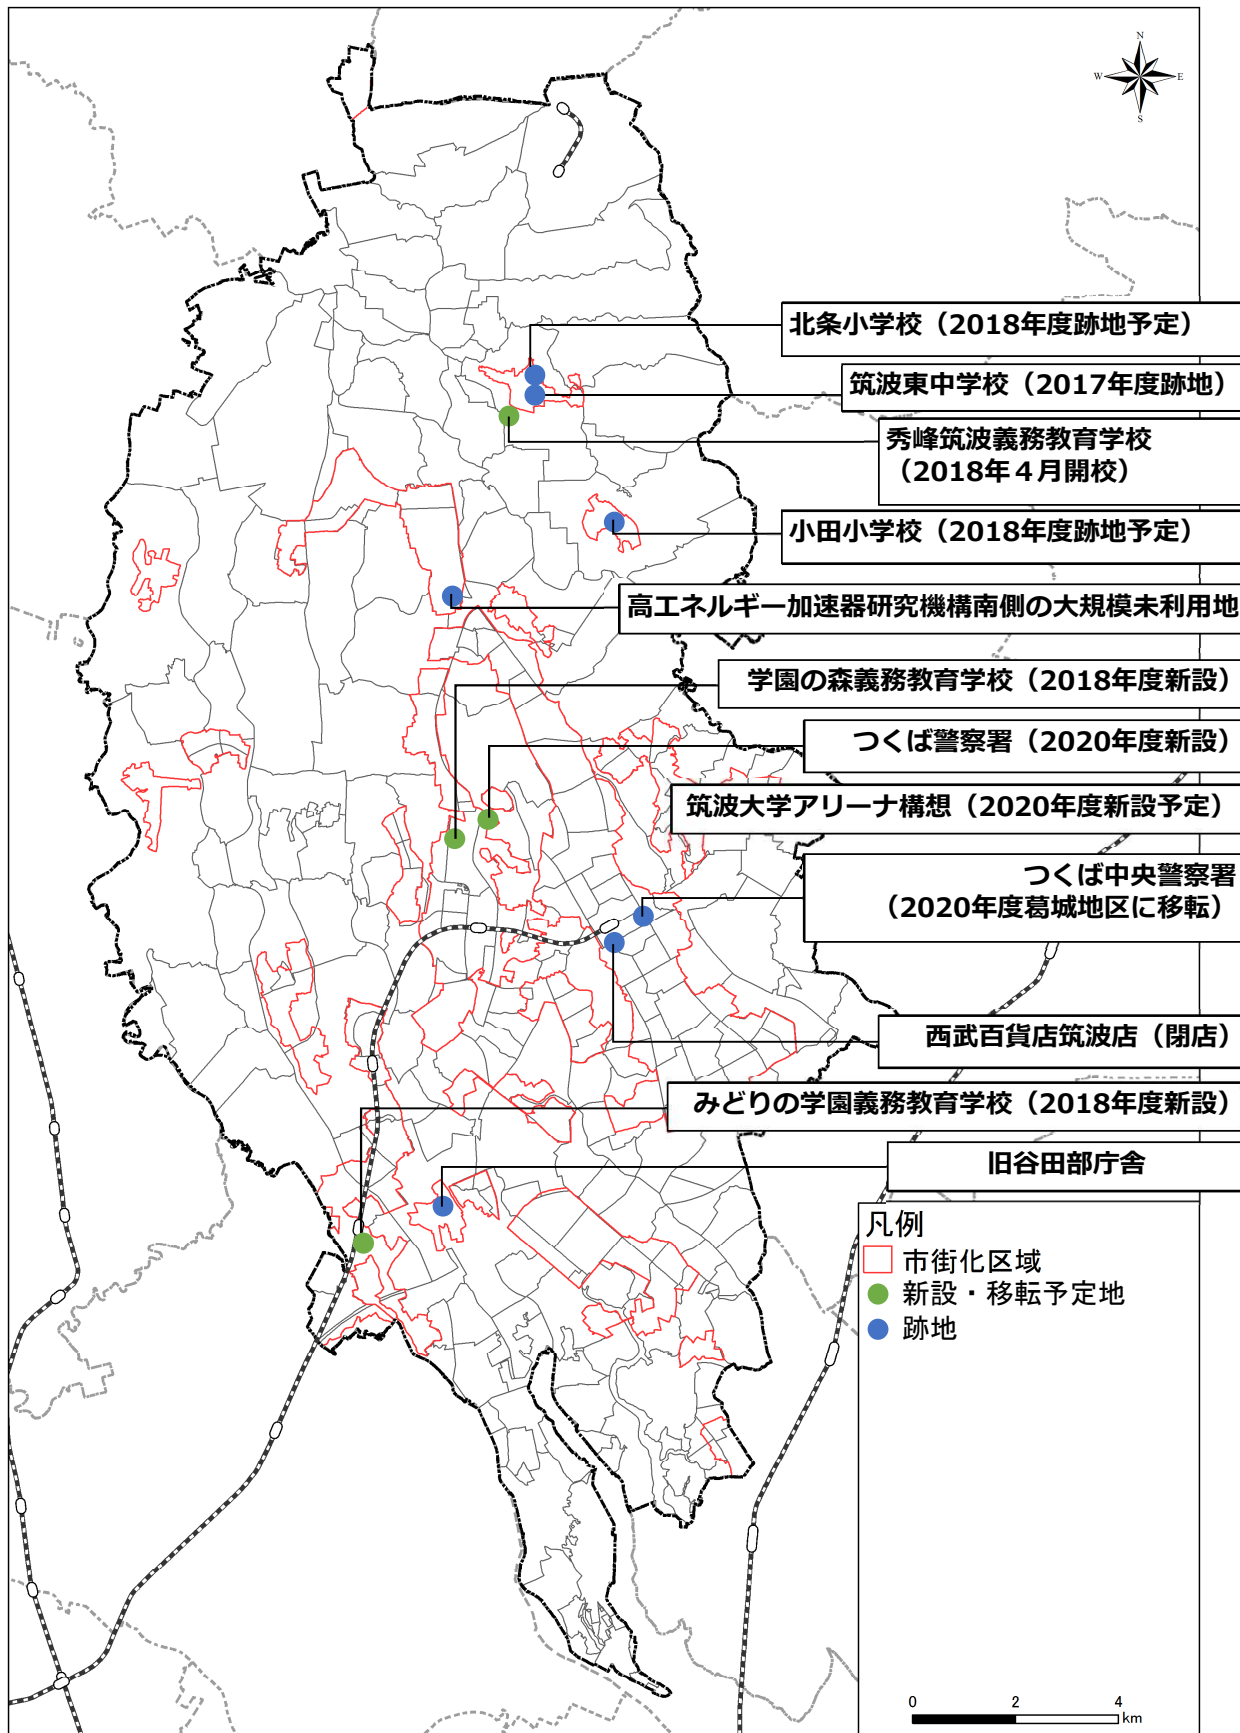 N
W
E
S
北条小学校（2018年度跡地予定）
筑波東中学校（2017年度跡地）
秀峰筑波義務教育学校
（2018年４月開校）
小田小学校（2018年度跡地予定）
高エネルギー加速器研究機構南側の大規模未利用地
学園の森義務教育学校（2018年度新設）
つくば警察署（2020年度新設）
筑波大学アリーナ構想（2020年度新設予定）
つくば中央警察署
（2020年度葛城地区に移転）
西武百貨店筑波店（閉店）
みどりの学園義務教育学校（2018年度新設）
旧谷田部庁舎
凡例
市街化区域
新設・移転予定地
跡地
0 2 4
km